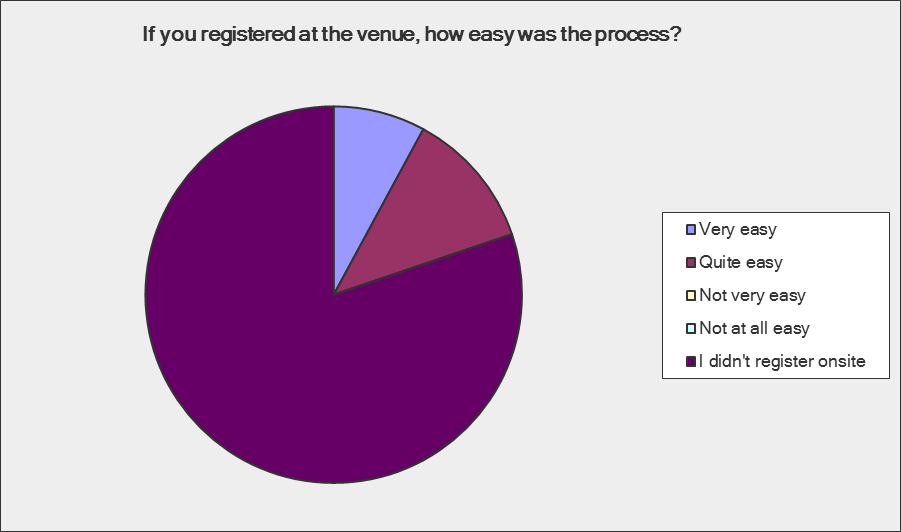 If you registered at the venue, how easy was the process?
Very easy
Quite easy
Not very easy
Not at all easy
I didn't register onsite